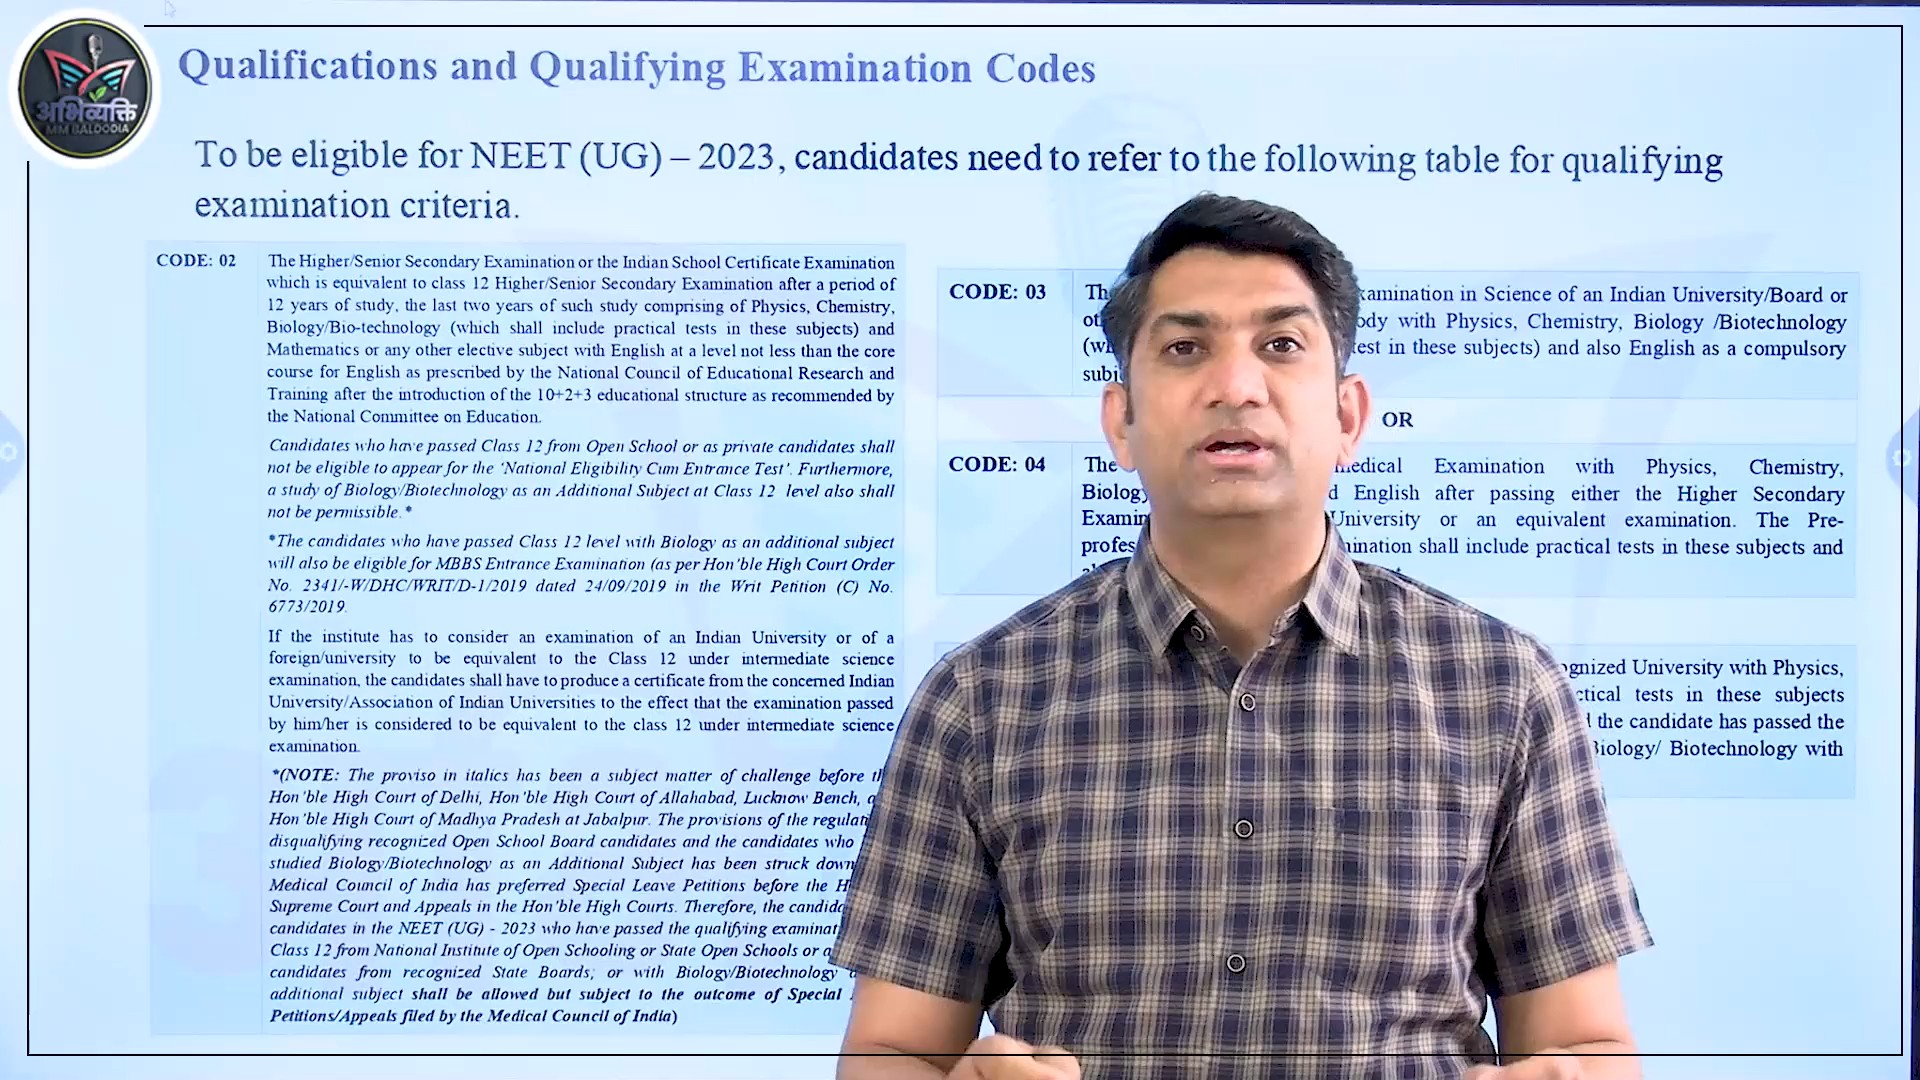 अभिव्यक्ति
MM BALDODIA
Qualifications and Qualifying Examination Codes
To be eligible for NEET (UG) – 2023, candidates need to refer to the following table for qualifying
examination criteria.
CODE: 02
The Higher/Senior Secondary Examination or the Indian School Certificate Examination
which is equivalent to class 12 Higher/Senior Secondary Examination after a period of
12 years of study, the last two years of such study comprising of Physics, Chemistry,
Biology/Bio-technology (which shall include practical tests in these subjects) and
Mathematics or any other elective subject with English at a level not less than the core
course for English as prescribed by the National Council of Educational Research and
Training after the introduction of the 10+2+3 educational structure as recommended by
the National Committee on Education.
Candidates who have passed Class 12 from Open School or as private candidates shall
not be eligible to appear for the 'National Eligibility Cum Entrance Test'. Furthermore,
a study of Biology/Biotechnology as an Additional Subject at Class 12 level also shall
not be permissible.*
*The candidates who have passed Class 12 level with Biology as an additional subject
will also be eligible for MBBS Entrance Examination (as per Hon'ble High Court Order
No. 2341/-W/DHC/WRIT/D-1/2019 dated 24/09/2019 in the Writ Petition (C) No.
6773/2019.
If the institute has to consider an examination of an Indian University or of a
foreign/university to be equivalent to the Class 12 under intermediate science
examination, the candidates shall have to produce a certificate from the concerned Indian
University/Association of Indian Universities to the effect that the examination passed
by him/her is considered to be equivalent to the class 12 under intermediate science
examination.
*(NOTE: The proviso in italics has been a subject matter of challenge before
Hon'ble High Court of Delhi, Hon'ble High Court of Allahabad, Lucknow Bench,
Hon'ble High Court of Madhya Pradesh at Jabalpur. The provisions of the
disqualifying recognized Open School Board candidates and the candidates who
studied Biology/Biotechnology as an Additional Subject has been struck down
Medical Council of India has preferred Special Leave Petitions before the
Supreme Court and Appeals in the Hon'ble High Courts. Therefore, the
candidates in the NEET (UG) - 2023 who have passed the qualifying
Class 12 from National Institute of Open Schooling or State Open Schools or
candidates from recognized State Boards; or with Biology/Biotechnology
additional subject shall be allowed but subject to the outcome of Special
Petitions/Appeals filed by the Medical Council of India)
CODE: 03
in Science of an Indian University/Board or
with Physics, Chemistry, Biology /Biotechnology
in these subjects) and also English as a compulsory
OR
CODE: 04
The Examination with Physics, Chemistry,
English after passing either the Higher Secondary
University or an equivalent examination. The Pre-
shall include practical tests in these subjects and
University with Physics,
tests in these subjects
the candidate has passed the
Biology/ Biotechnology with